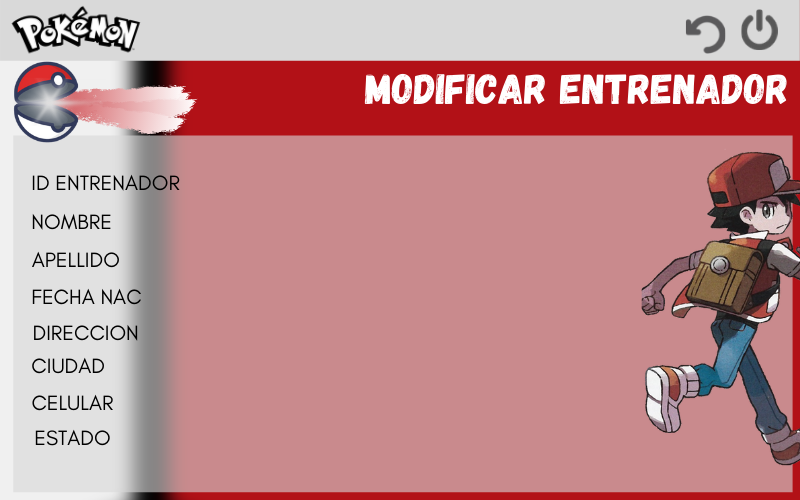 POKéMON
MODIFICAR ENTRENADOR
ID ENTRENADOR
NOMBRE
APELLIDO
FECHA NAC
DIRECCION
CIUDAD
CELULAR
ESTADO